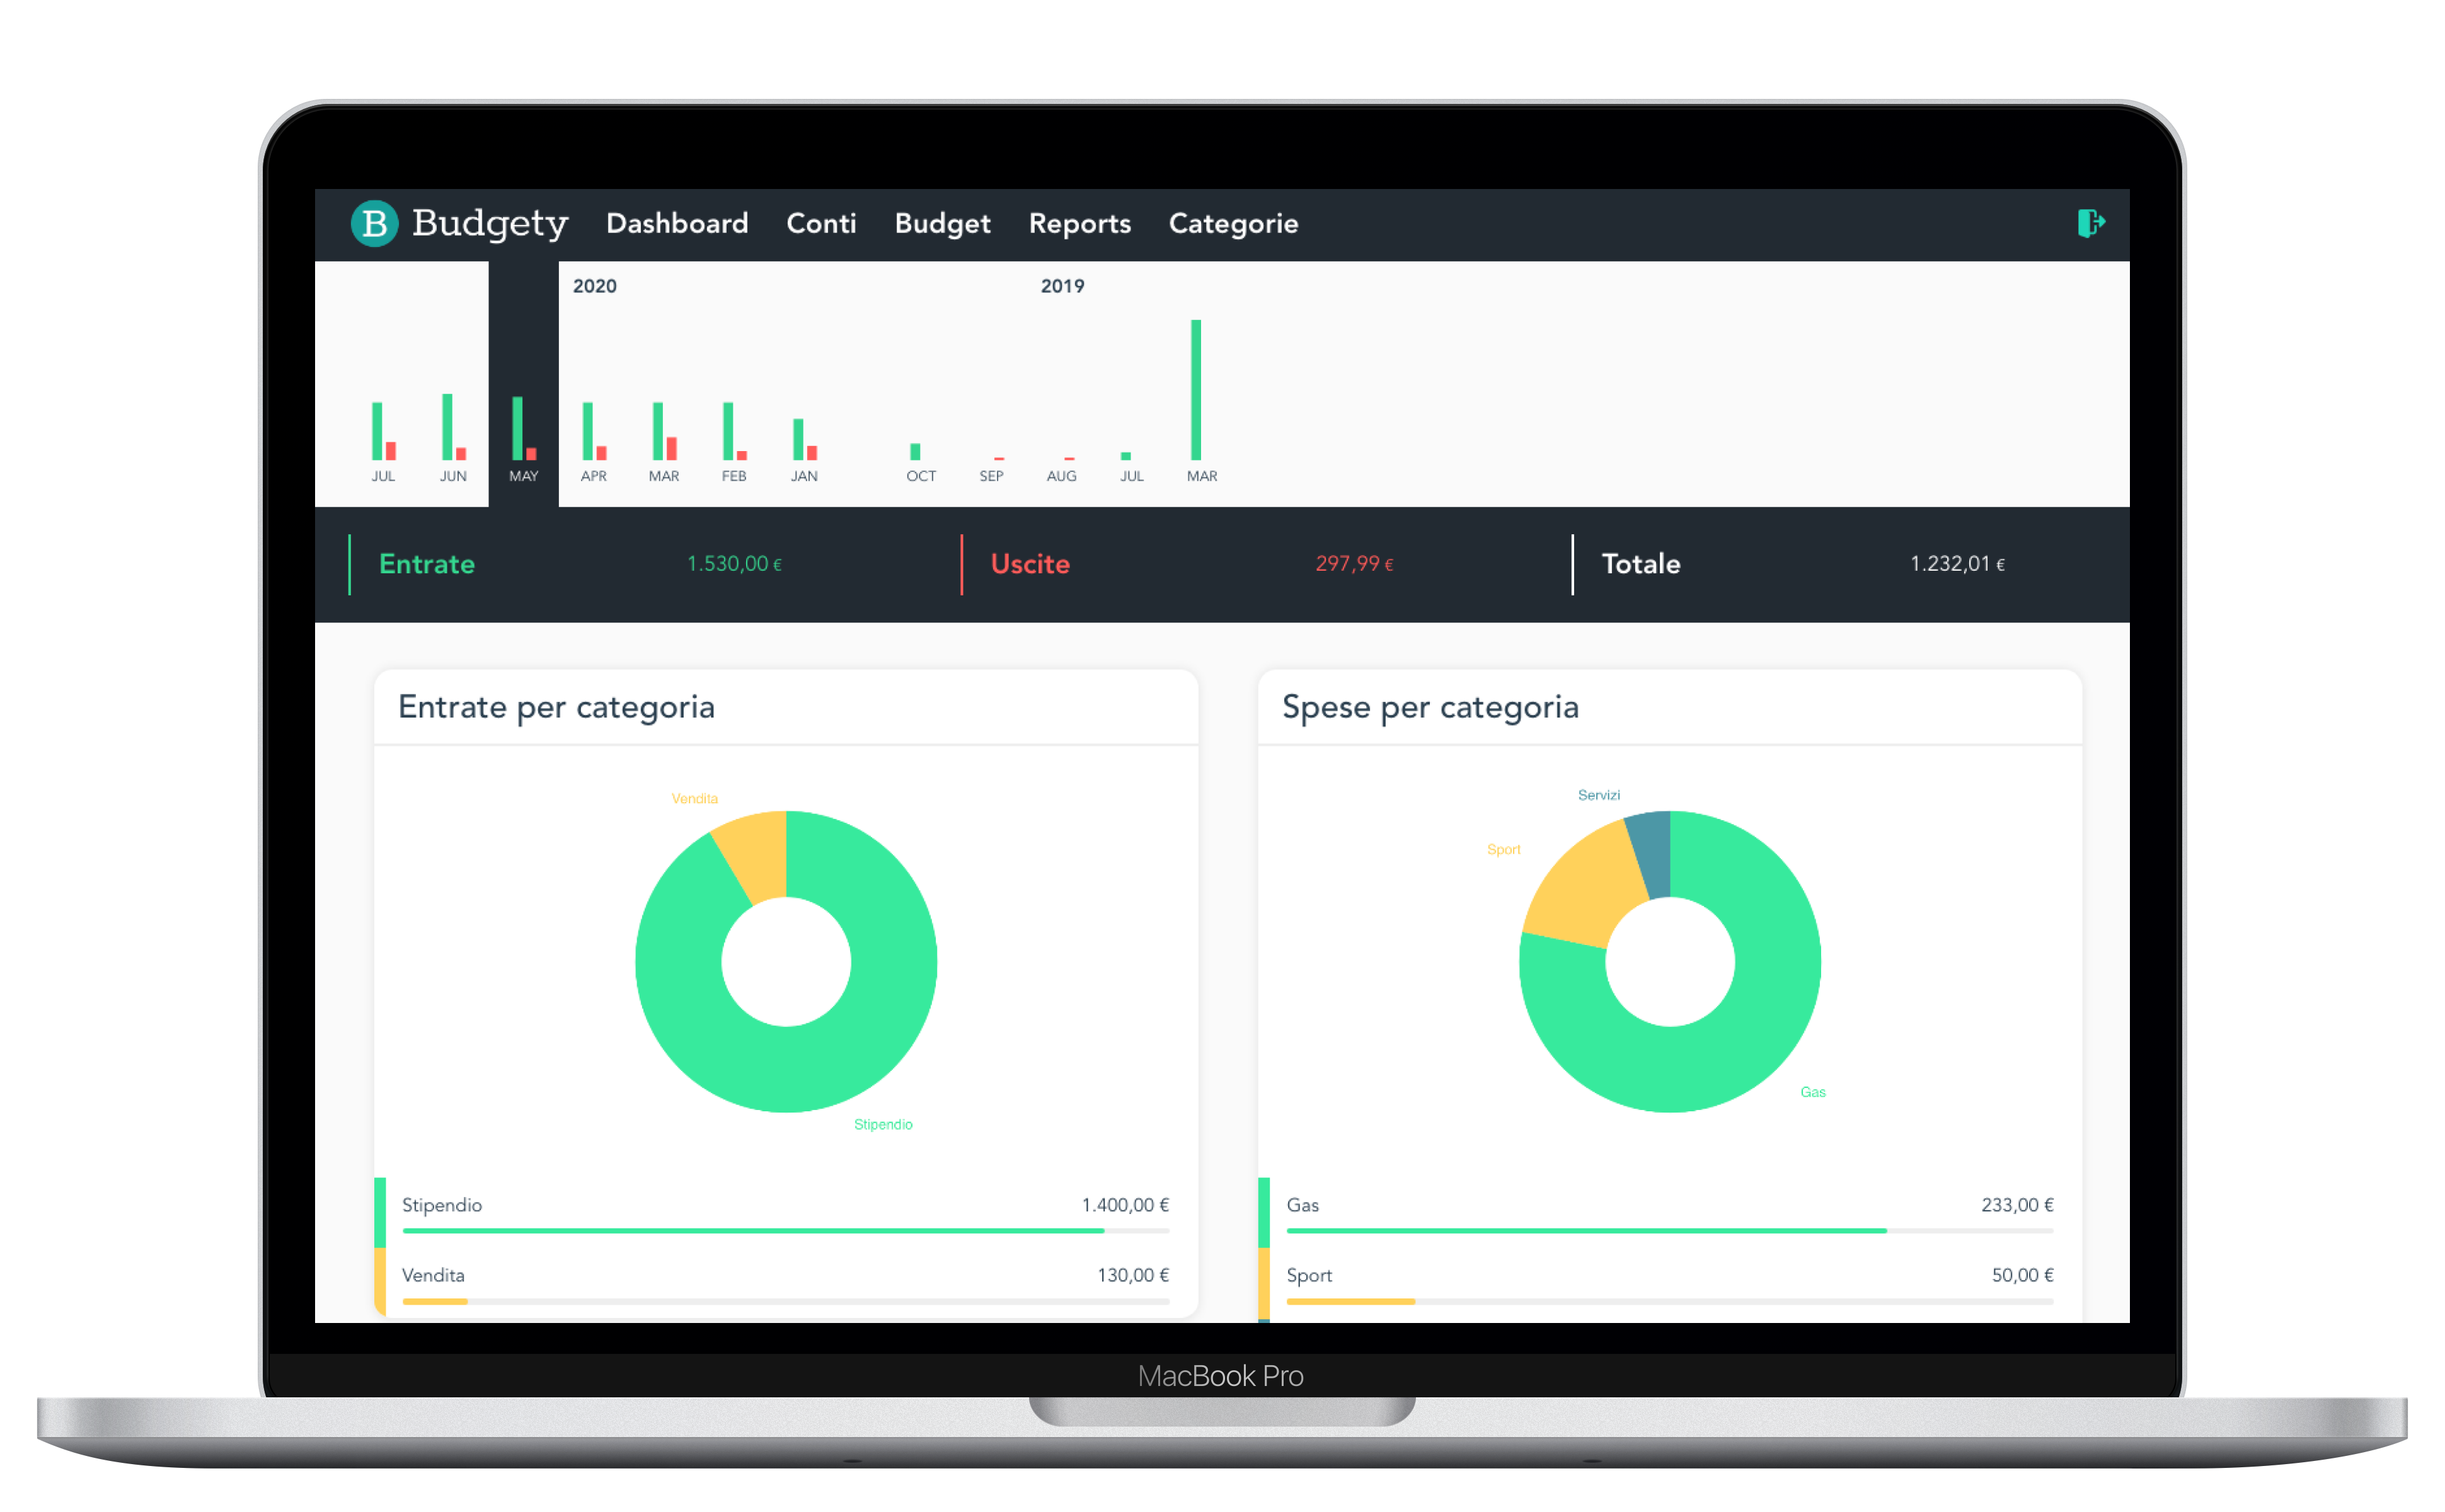 B Budgety Dashboard Conti Budget Reports Categorie
2020 2019
JUL JUN MAY APR MAR FEB JAN OCT SEP AUG JUL MAR
Entrate 1.530,00 € Uscite 297,99 € Totale 1.232,01 €
Entrate per categoria
Vendita
Stipendio
Stipendio 1.400,00 €
Vendita 130,00 €
Spese per categoria
Servizi
Sport
Gas
Gas 233,00 €
Sport 50,00 €
MacBook Pro